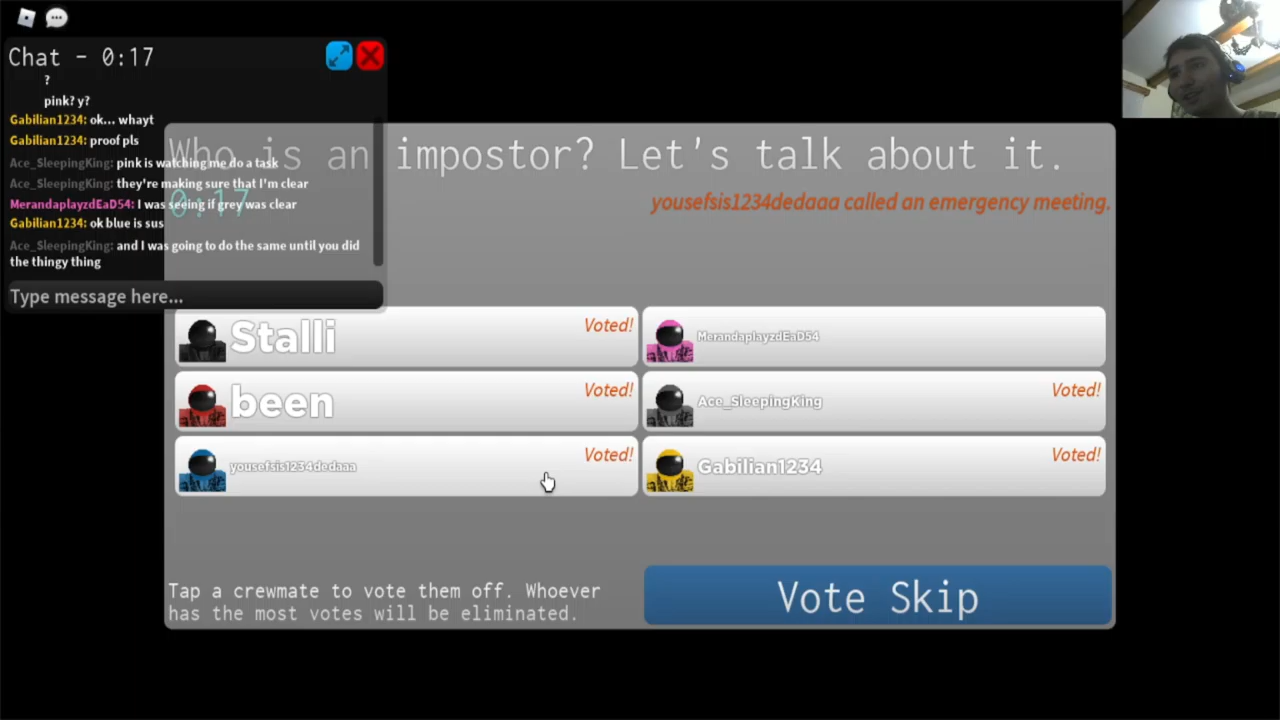 Chat - 0:17
?
pink? y?
Gabilian1234: ok... whayt
Gabilian1234: proof pls
Ace_SleepingKing: pink is watching me do a task
Ace_SleepingKing: they're making sure that I'm clear
MerandaplayzdEaD54: I was seeing if grey was clear
Gabilian1234: ok blue is sus
Ace_SleepingKing: and I was going to do the same until you did
the thingy thing
Type message here...
Who is an impostor? Let's talk about it.
0:17
yousefsis1234dedaaa called an emergency meeting.
Stalli Voted!
MerandaplayzdEaD54
been Voted!
Ace_SleepingKing Voted!
yousefsis1234dedaaa Voted!
Gabilian1234 Voted!
Tap a crewmate to vote them off. Whoever
has the most votes will be eliminated.
Vote Skip